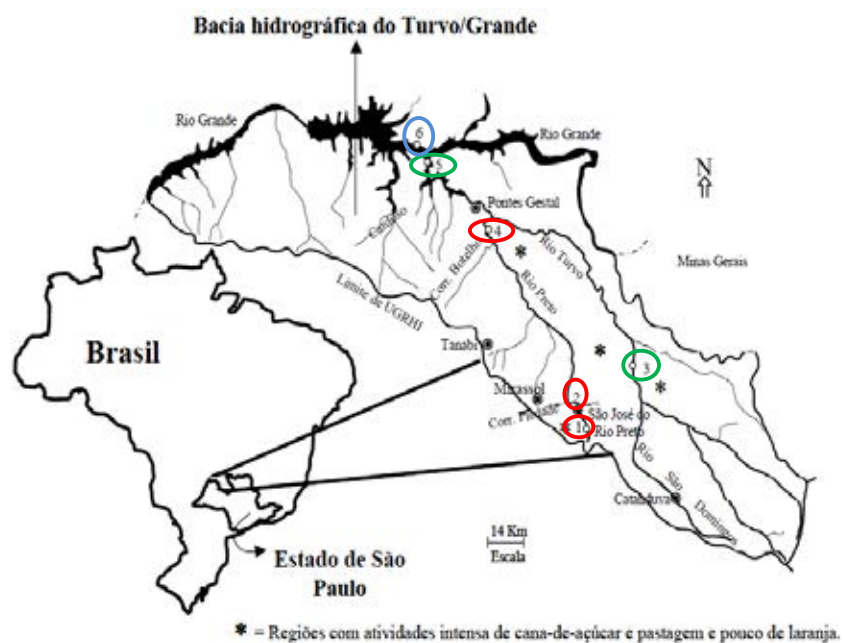 Bacia hidrográfica do Turvo/Grande
Rio Grande
6
Rio Grande
5
N
Pontes Gestal
4
Rio Turvo
Minas Gerais
Rio Preto
Limite de UGRHI
Tanabi
Brasil
3
Mirassol
2
São José do
Rio Preto
1
Rio São Domingos
Catanduva
14 Km
Escala
Estado de São
Paulo
* = Regiões com atividades intensa de cana-de-açúcar e pastagem e pouco de laranja.